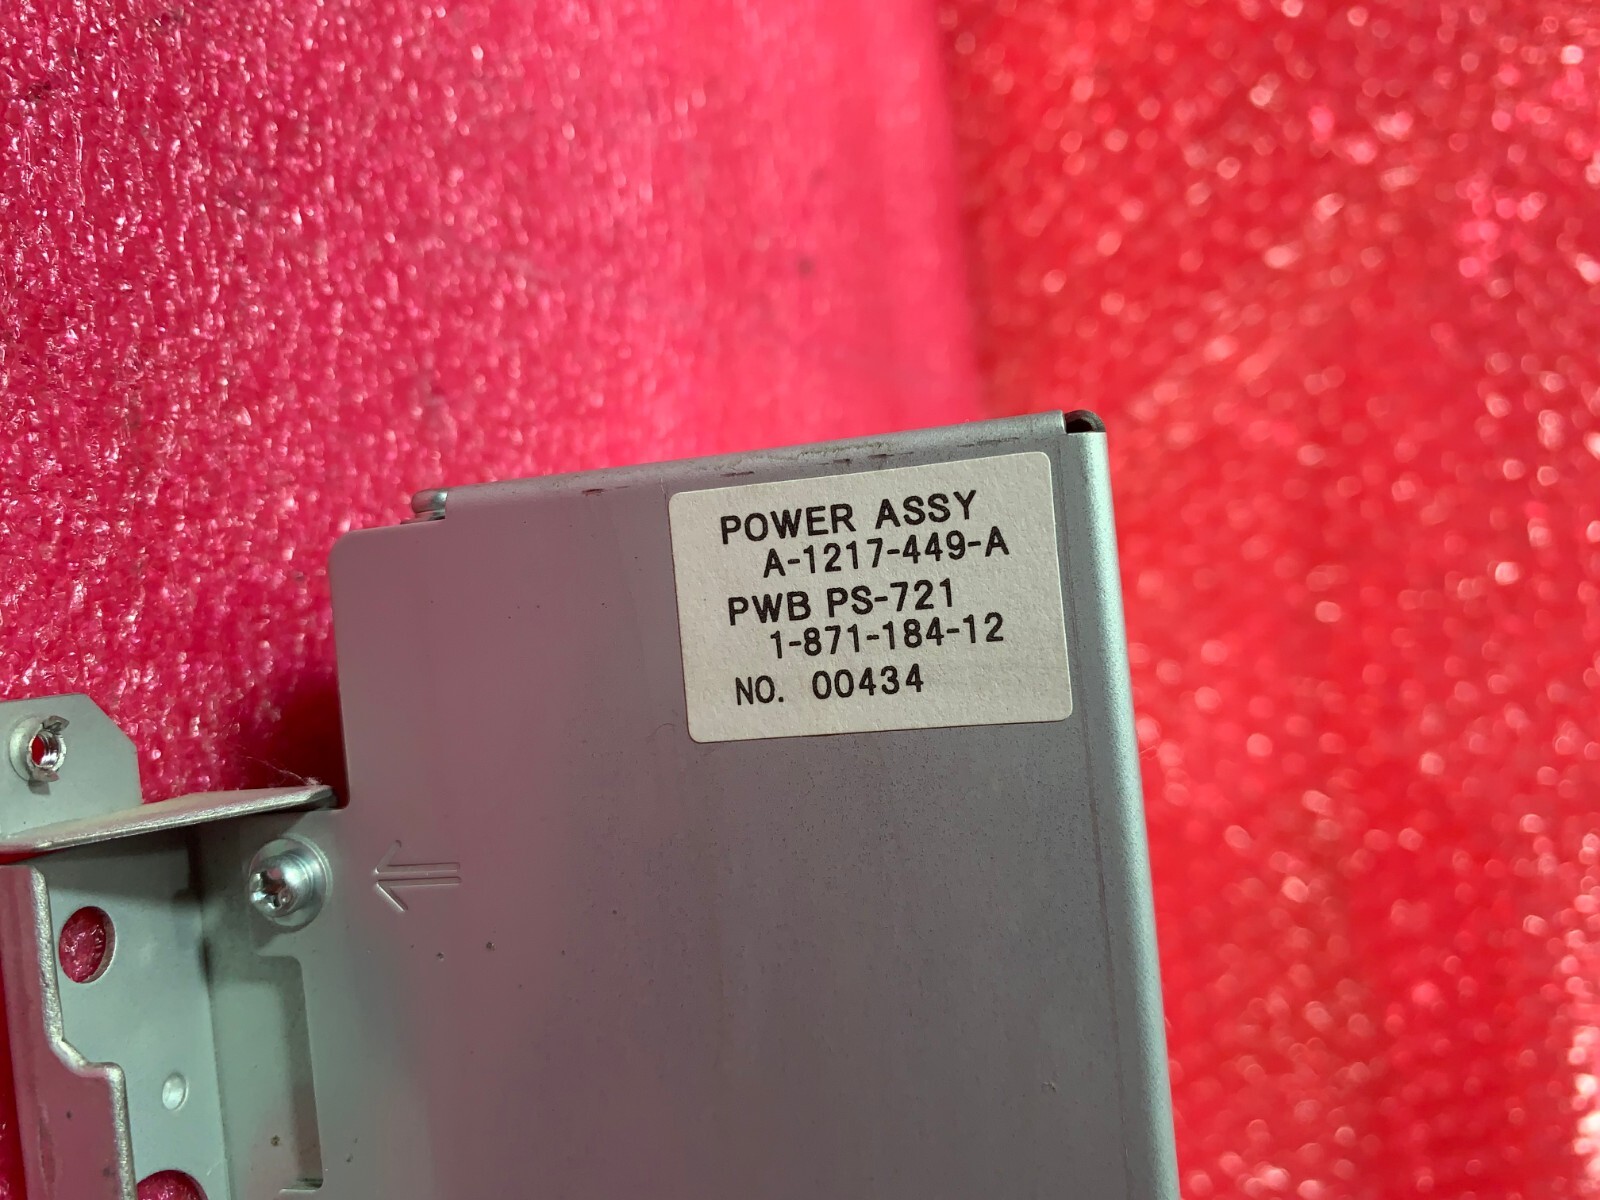 POWER ASSY
A-1217-449-A
PWB PS-721
1-871-184-12
NO. 00434